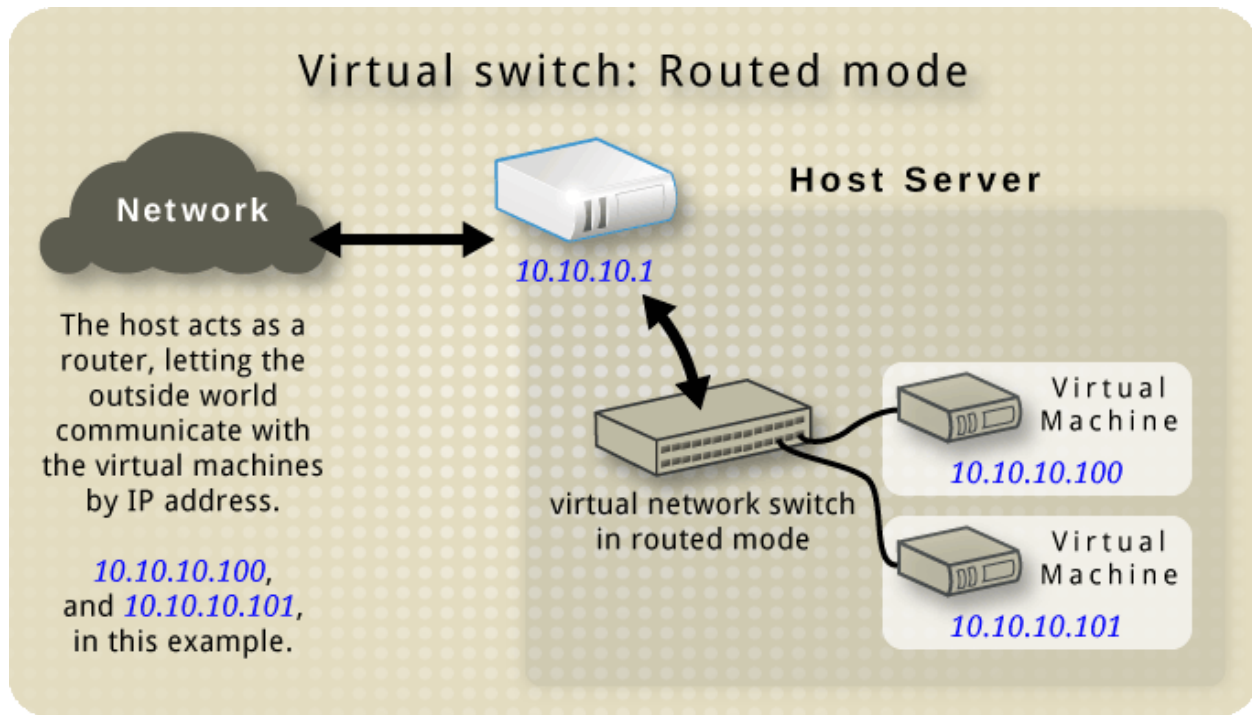 Virtual switch: Routed mode
Network
Host Server
10.10.10.1
The host acts as a
router, letting the
outside world
communicate with
the virtual machines
by IP address.
10.10.10.100,
and 10.10.10.101,
in this example.
virtual network switch
in routed mode
Virtual
Machine
10.10.10.100
Virtual
Machine
10.10.10.101